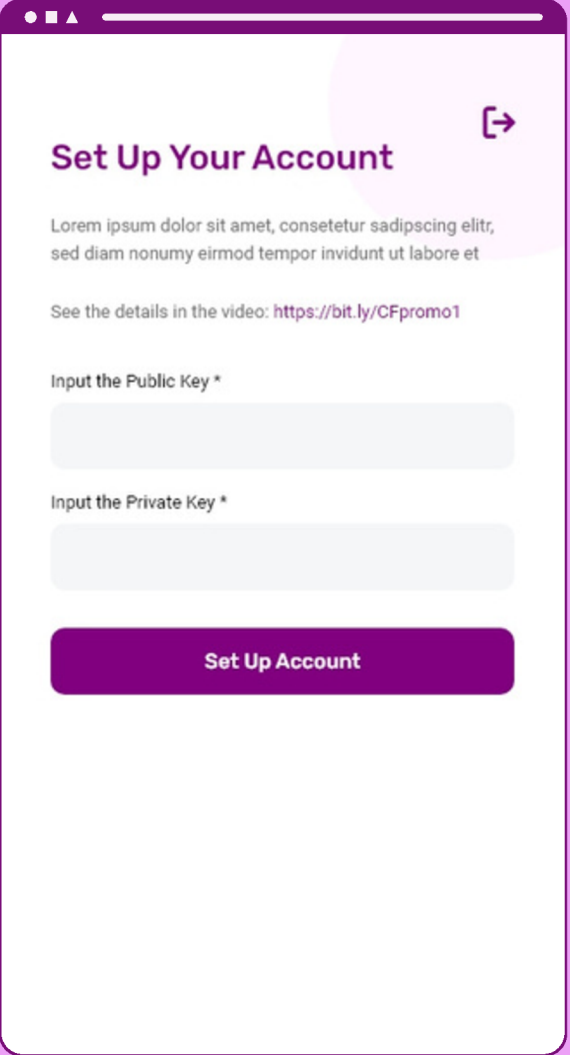 Set Up Your Account
Lorem ipsum dolor sit amet, consetetur sadipscing elitr,
sed diam nonumy eirmod tempor invidunt ut labore et
See the details in the video: https://bit.ly/CFpromo1
Input the Public Key *
Input the Private Key *
Set Up Account